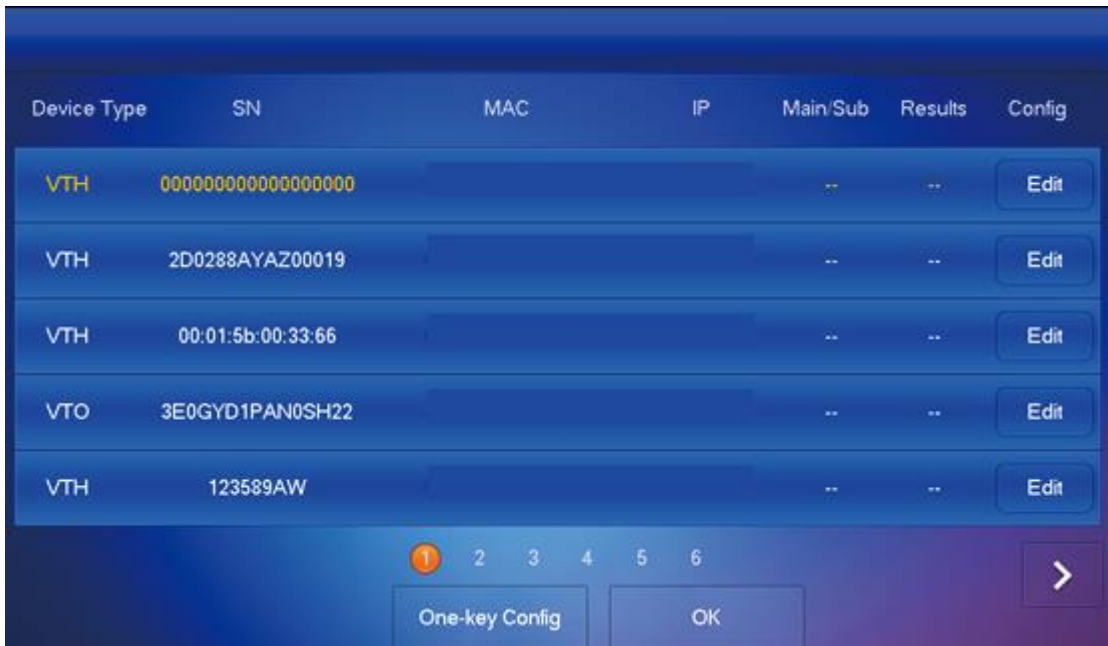 Device Type SN MAC IP Main/Sub Results Config
VTH 000000000000000000 -- -- Edit
VTH 2D0288AYAZ00019 -- -- Edit
VTH 00:01:5b:00:33:66 -- -- Edit
VTO 3E0GYD1PAN0SH22 -- -- Edit
VTH 123589AW -- -- Edit
1 2 3 4 5 6
One-key Config OK